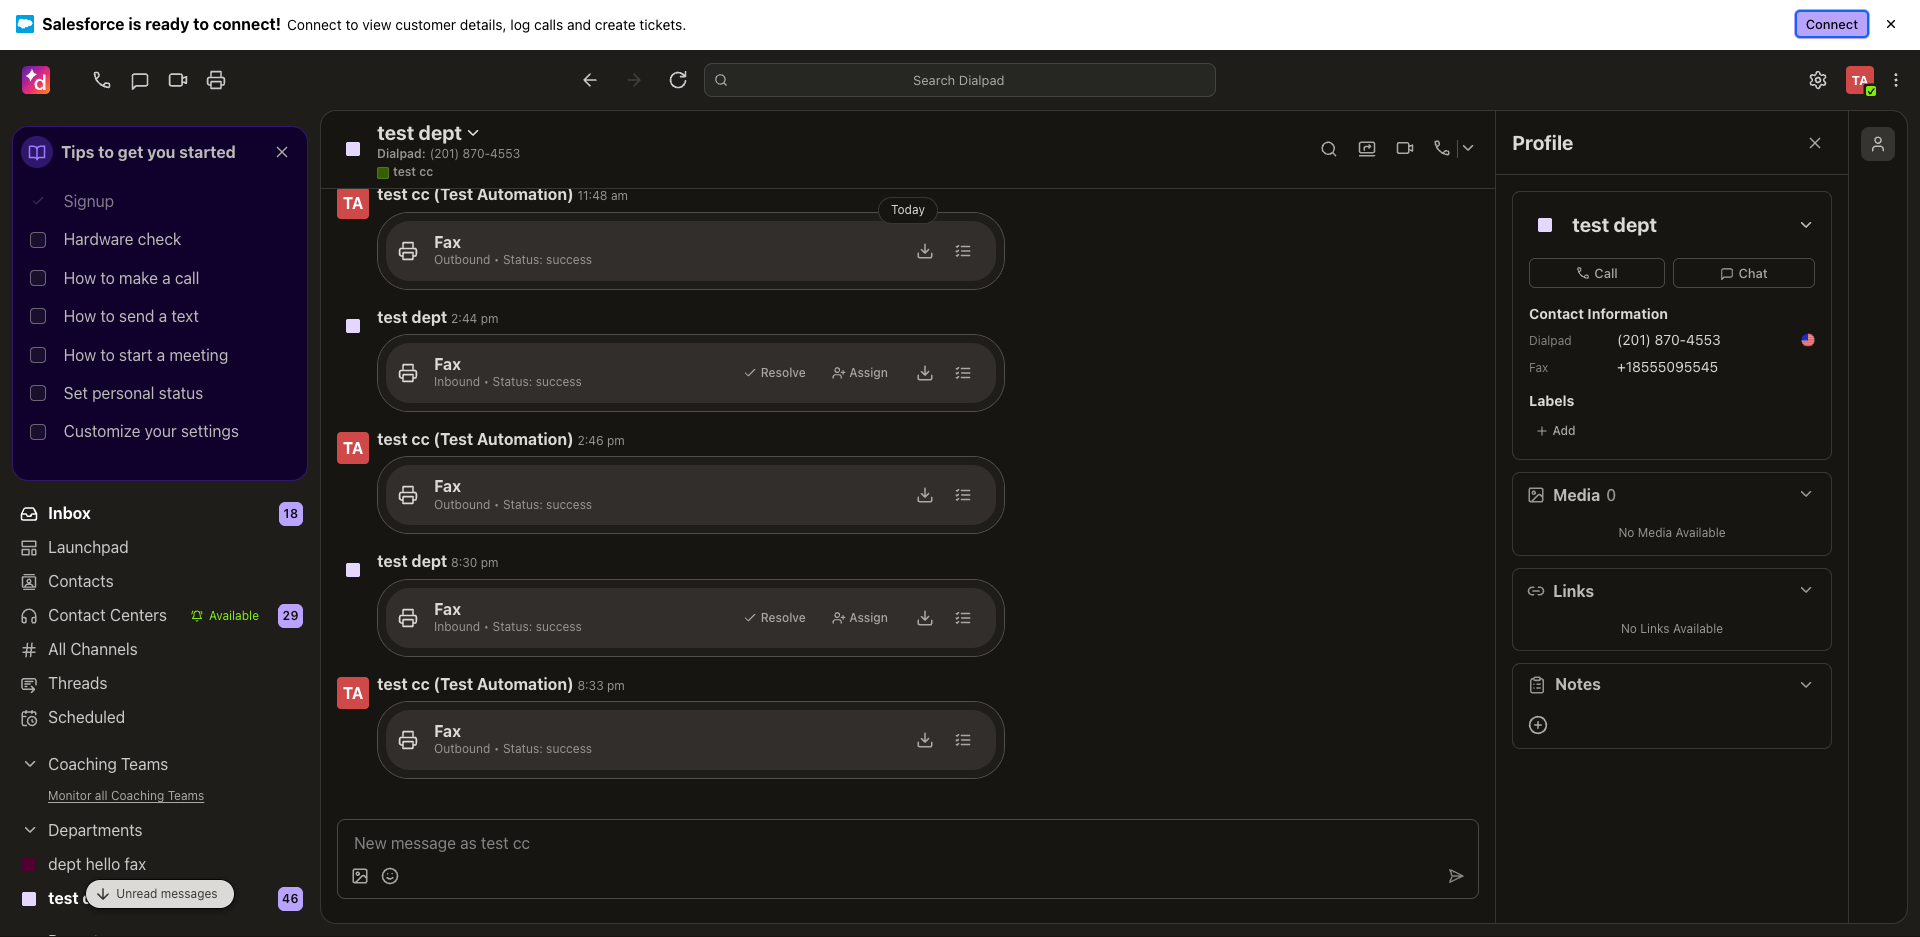 Salesforce is ready to connect! Connect to view customer details, log calls and create tickets.
Connect
Search Dialpad
TA
Tips to get you started
Signup
Hardware check
How to make a call
How to send a text
How to start a meeting
Set personal status
Customize your settings
Inbox 18
Launchpad
Contacts
Contact Centers Available 29
All Channels
Threads
Scheduled
Coaching Teams
Monitor all Coaching Teams
Departments
dept hello fax
test
Unread messages
46
test dept
Dialpad: (201) 870-4553
test cc
TA
test cc (Test Automation) 11:48 am
Today
Fax
Outbound • Status: success
test dept 2:44 pm
Fax
Inbound • Status: success
Resolve Assign
TA
test cc (Test Automation) 2:46 pm
Fax
Outbound • Status: success
test dept 8:30 pm
Fax
Inbound • Status: success
Resolve Assign
TA
test cc (Test Automation) 8:33 pm
Fax
Outbound • Status: success
New message as test cc
Profile
test dept
Call Chat
Contact Information
Dialpad (201) 870-4553
Fax +18555095545
Labels
Add
Media 0
No Media Available
Links
No Links Available
Notes